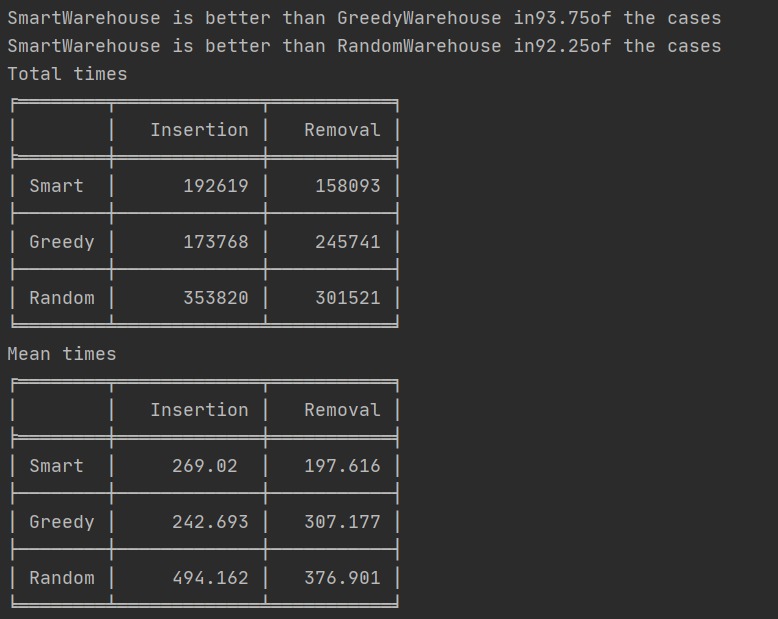 SmartWarehouse is better than GreedyWarehouse in93.75of the cases
SmartWarehouse is better than RandomWarehouse in92.25of the cases
Total times
Insertion Removal
Smart 192619 158093
Greedy 173768 245741
Random 353820 301521
Mean times
Insertion Removal
Smart 269.02 197.616
Greedy 242.693 307.177
Random 494.162 376.901